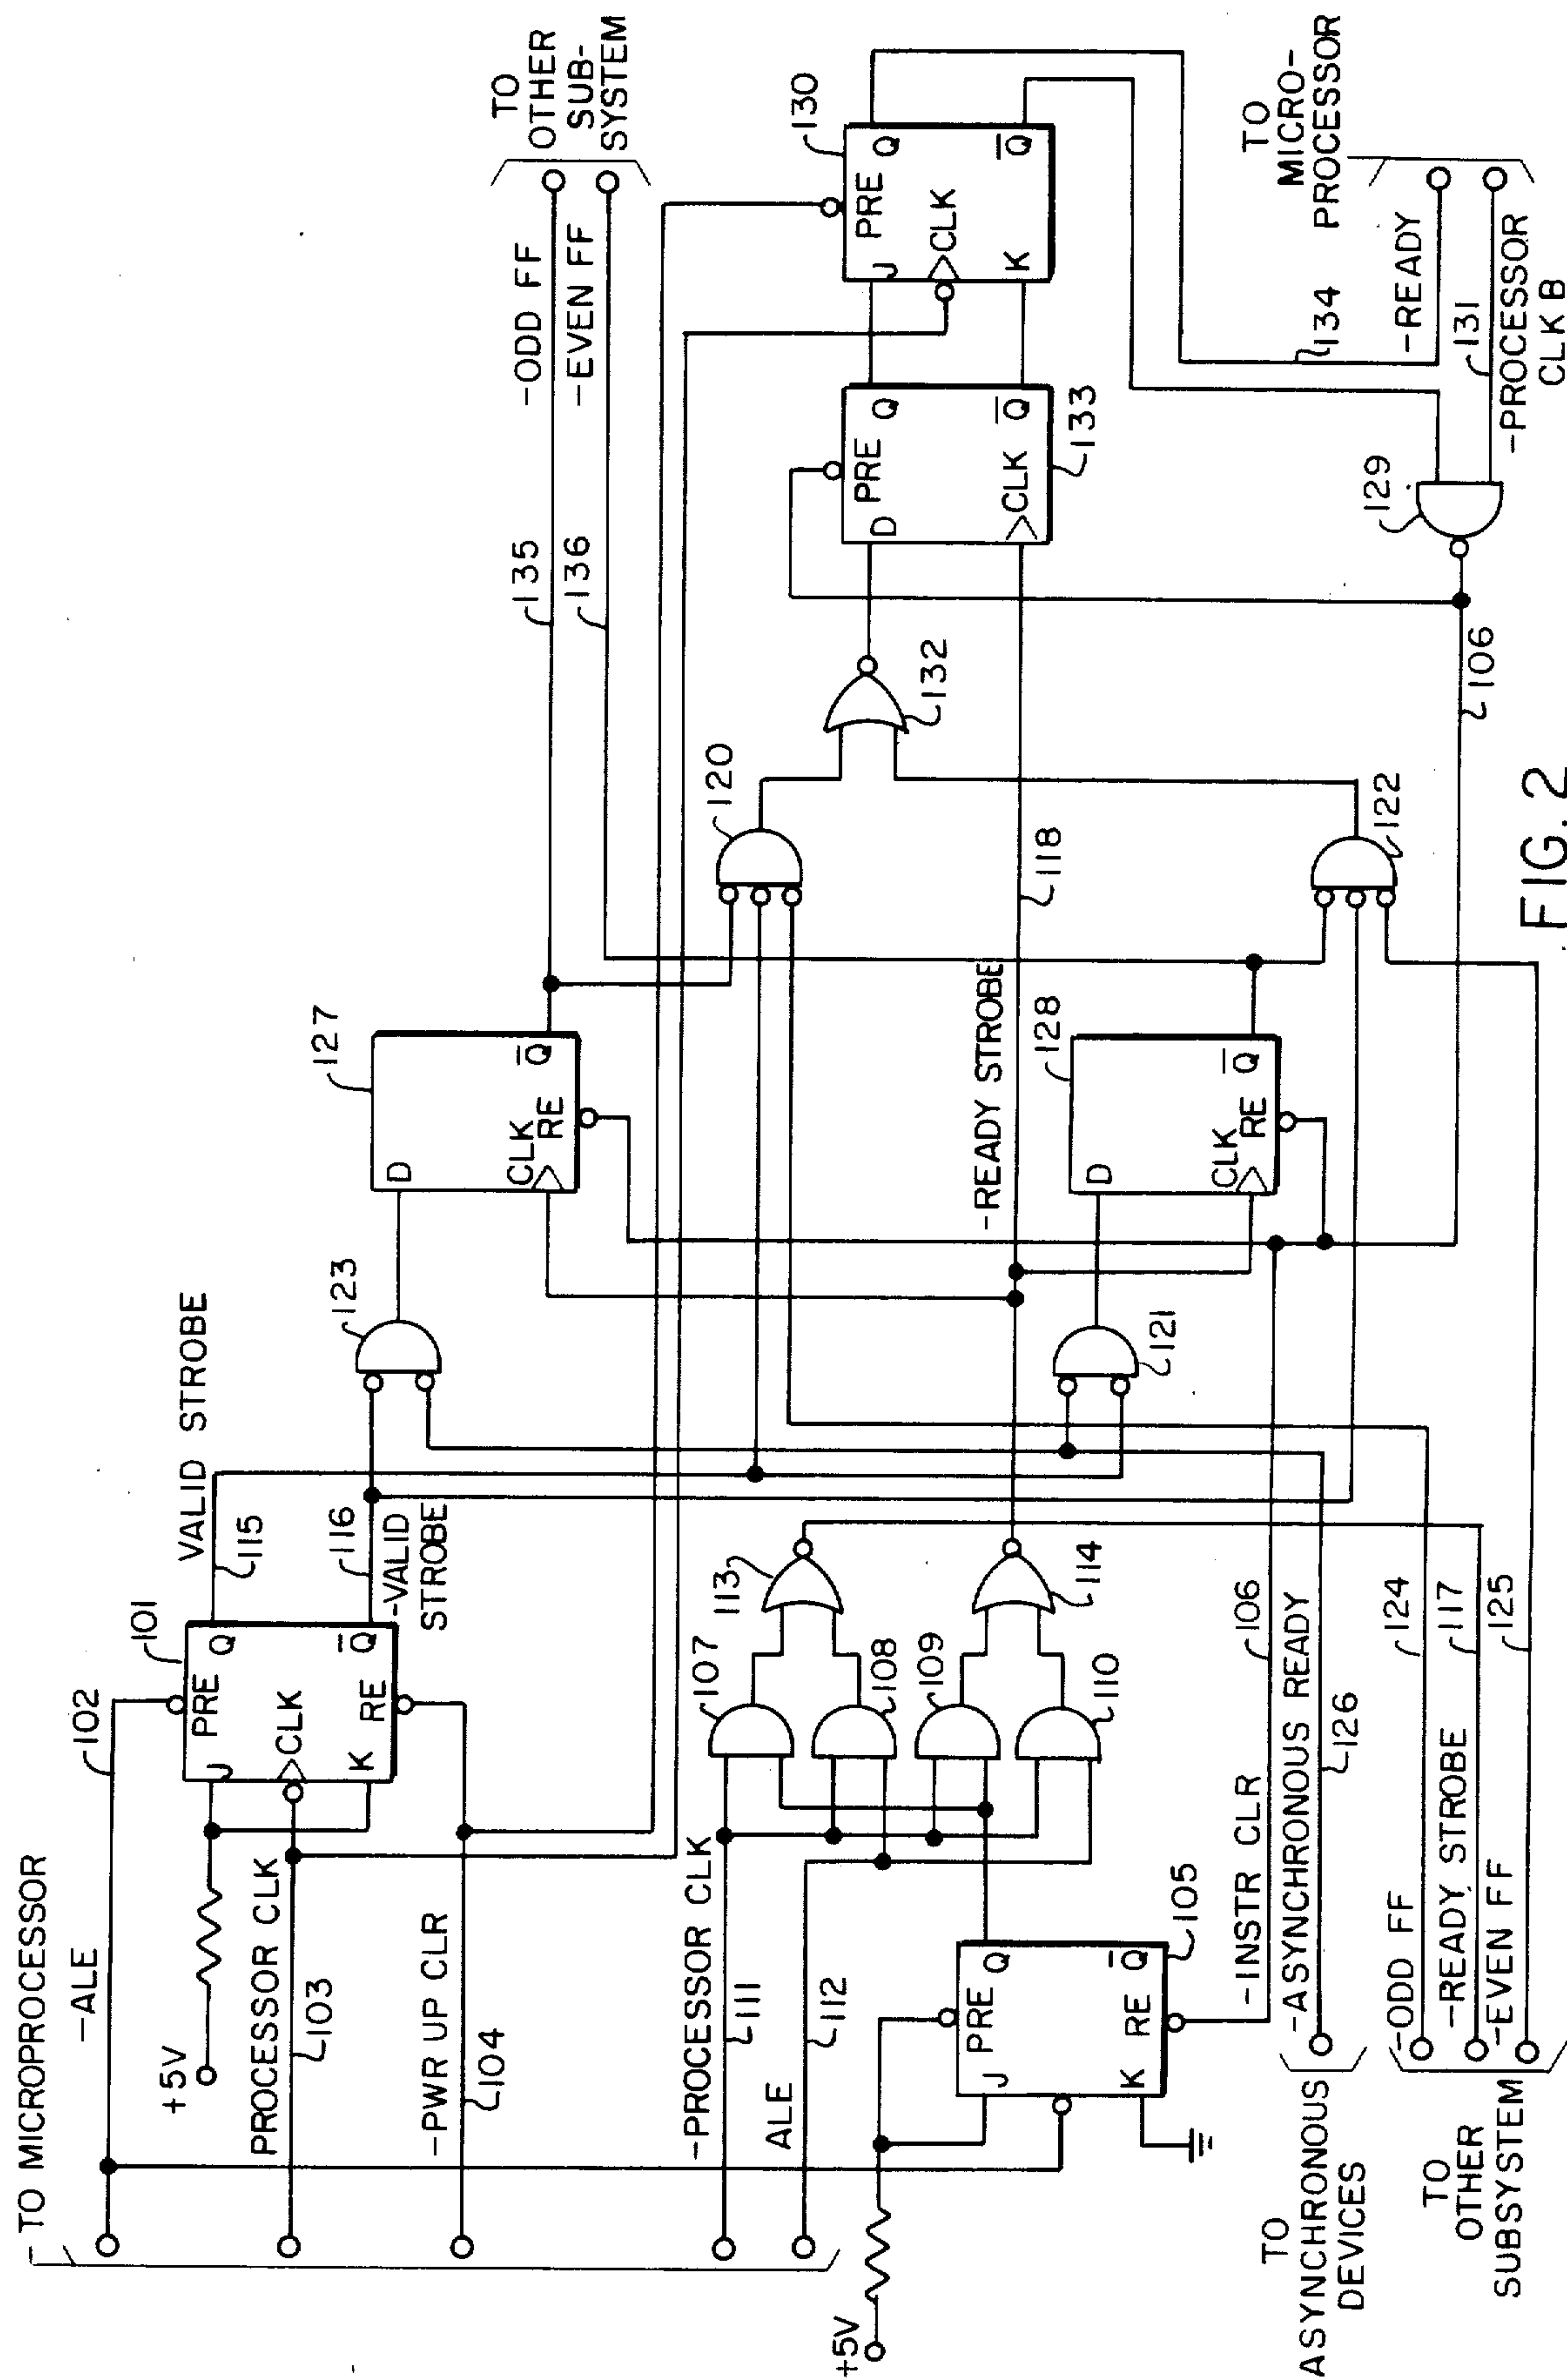 TO MICROPROCESSOR
-ALE
102
+5V
PROCESSOR CLK
103
-PWR UP CLR
104
101
J
PRE
Q
CLK
K
RE
Q
VALID STROBE
115
116
-VALID
STROBE
123
D
CLK
RE
Q
127
135
136
-ODD FF
-EVEN FF
TO
OTHER
SUB-
SYSTEM
-PROCESSOR CLK
111
ALE
112
107
108
109
110
113
114
+5V
J
PRE
Q
K
RE
Q
105
-READY STROBE
118
120
132
D
PRE
Q
CLK
Q
133
J
PRE
Q
CLK
K
Q
130
121
D
CLK
RE
Q
128
122
-INSTR CLR
106
-ASYNCHRONOUS READY
126
TO
ASYNCHRONOUS
DEVICES
-ODD FF
124
-READY STROBE
117
-EVEN FF
125
TO
OTHER
SUBSYSTEM
106
129
134
-READY
131
-PROCESSOR
CLK B
TO
MICRO-
PROCESSOR
FIG. 2